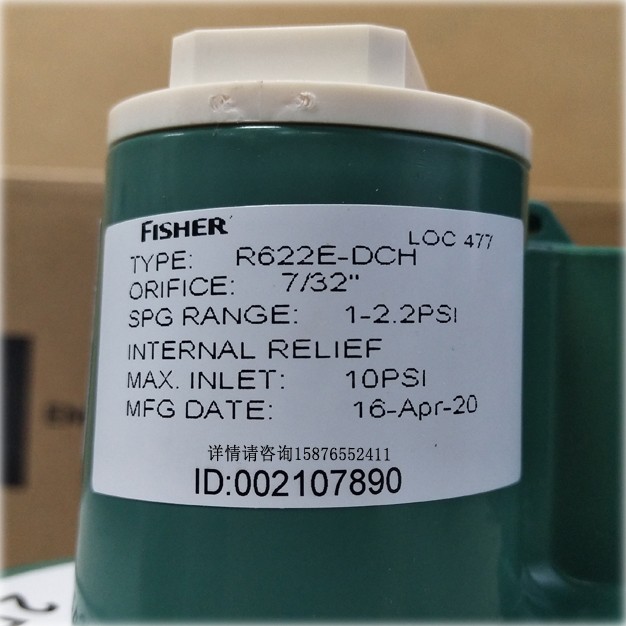 FISHER
LOC 477
TYPE: R622E-DCH
ORIFICE: 7/32"
SPG RANGE: 1-2.2PSI
INTERNAL RELIEF
MAX. INLET: 10PSI
MFG DATE: 16-Apr-20
详情请咨询15876552411
ID:002107890